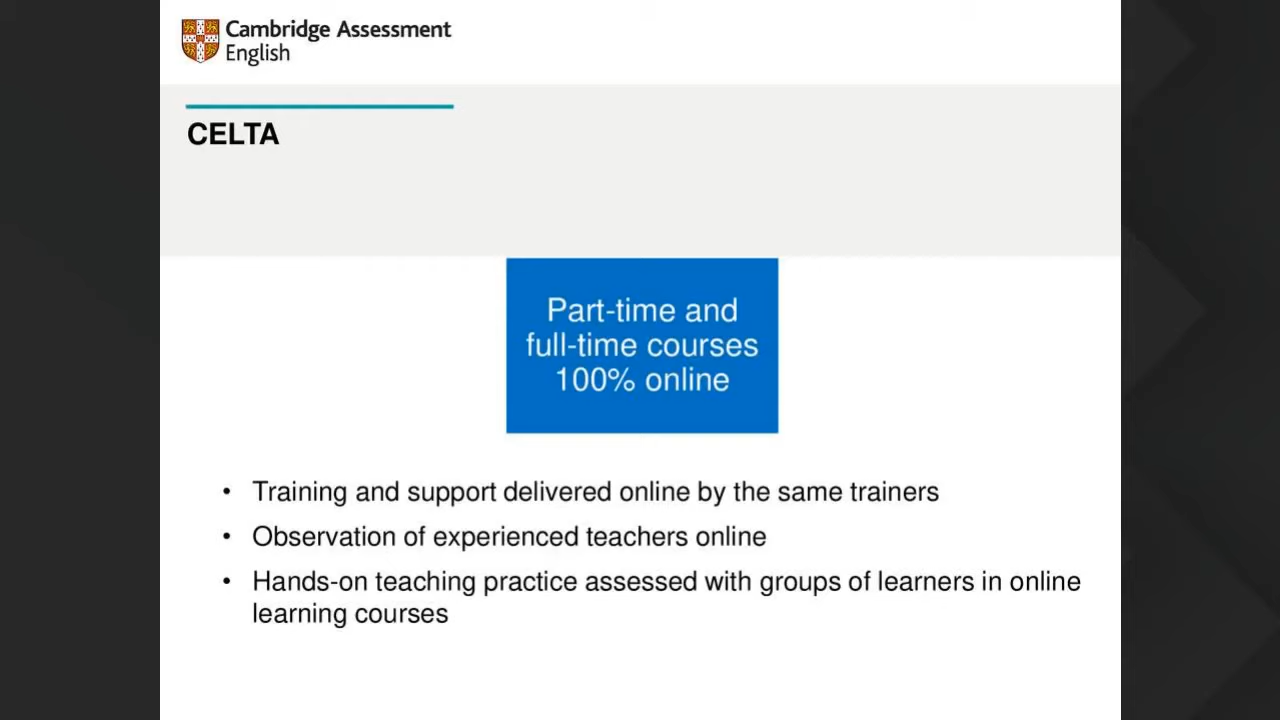 Cambridge Assessment
English
CELTA
Part-time and
full-time courses
100% online
• Training and support delivered online by the same trainers
• Observation of experienced teachers online
• Hands-on teaching practice assessed with groups of learners in online
learning courses